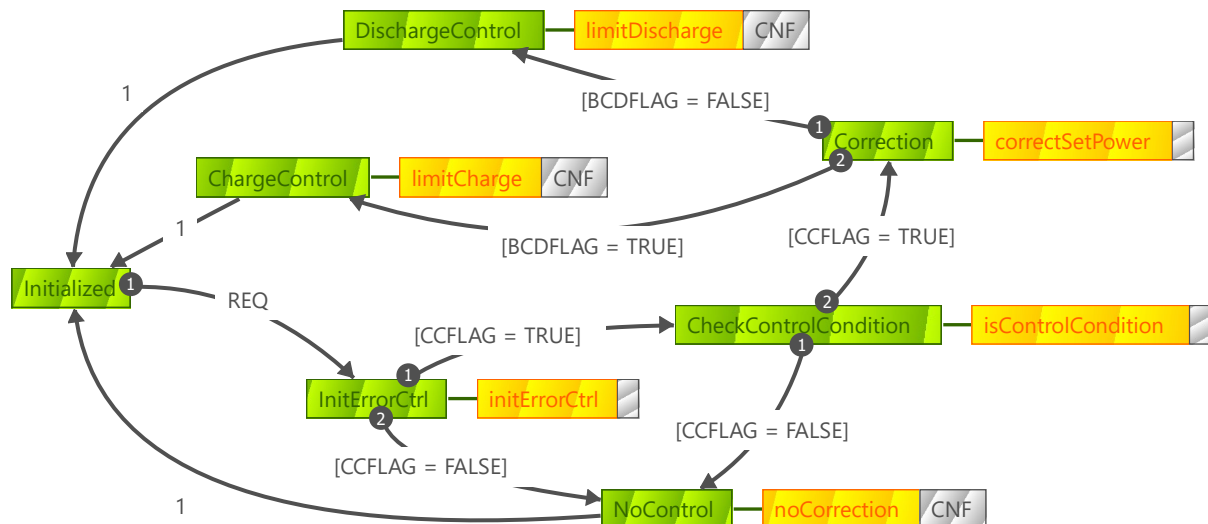 DischargeControl limitDischarge CNF
1
[BCDFLAG = FALSE]
1
Correction correctSetPower
2
ChargeControl limitCharge CNF
1
[BCDFLAG = TRUE]
[CCFLAG = TRUE]
Initialized 1
REQ
2
CheckControlCondition isControlCondition
[CCFLAG = TRUE]
1
1
InitErrorCtrl initErrorCtrl
2
[CCFLAG = FALSE]
[CCFLAG = FALSE]
1
NoControl noCorrection CNF